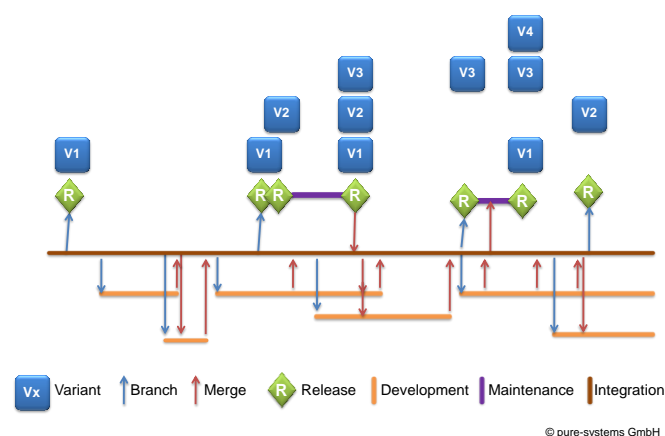 V4
V3 V3 V3
V2 V2 V2
V1 V1 V1 V1
R R R R R R R
Vx Variant Branch Merge R Release Development Maintenance Integration
© pure-systems GmbH